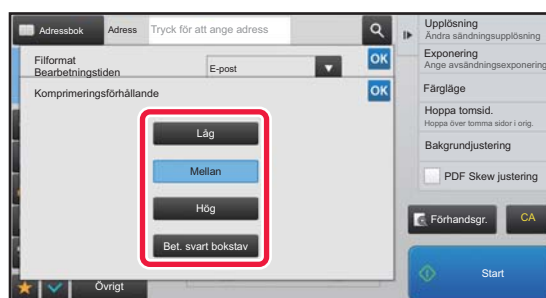 Adressbok
Adress
Tryck för att ange adress
Filformat
Bearbetningstiden
E-post
OK
Komprimeringsförhållande
OK
Låg
Mellan
Hög
Bet. svart bokstav
Övrigt
Upplösning
Ändra sändningsupplösning
Exponering
Ange avsändningsexponering
Färgläge
Hoppa tomsid.
Hoppa över tomma sidor i orig.
Bakgrundjustering
PDF Skew justering
Förhandsgr.
CA
Start